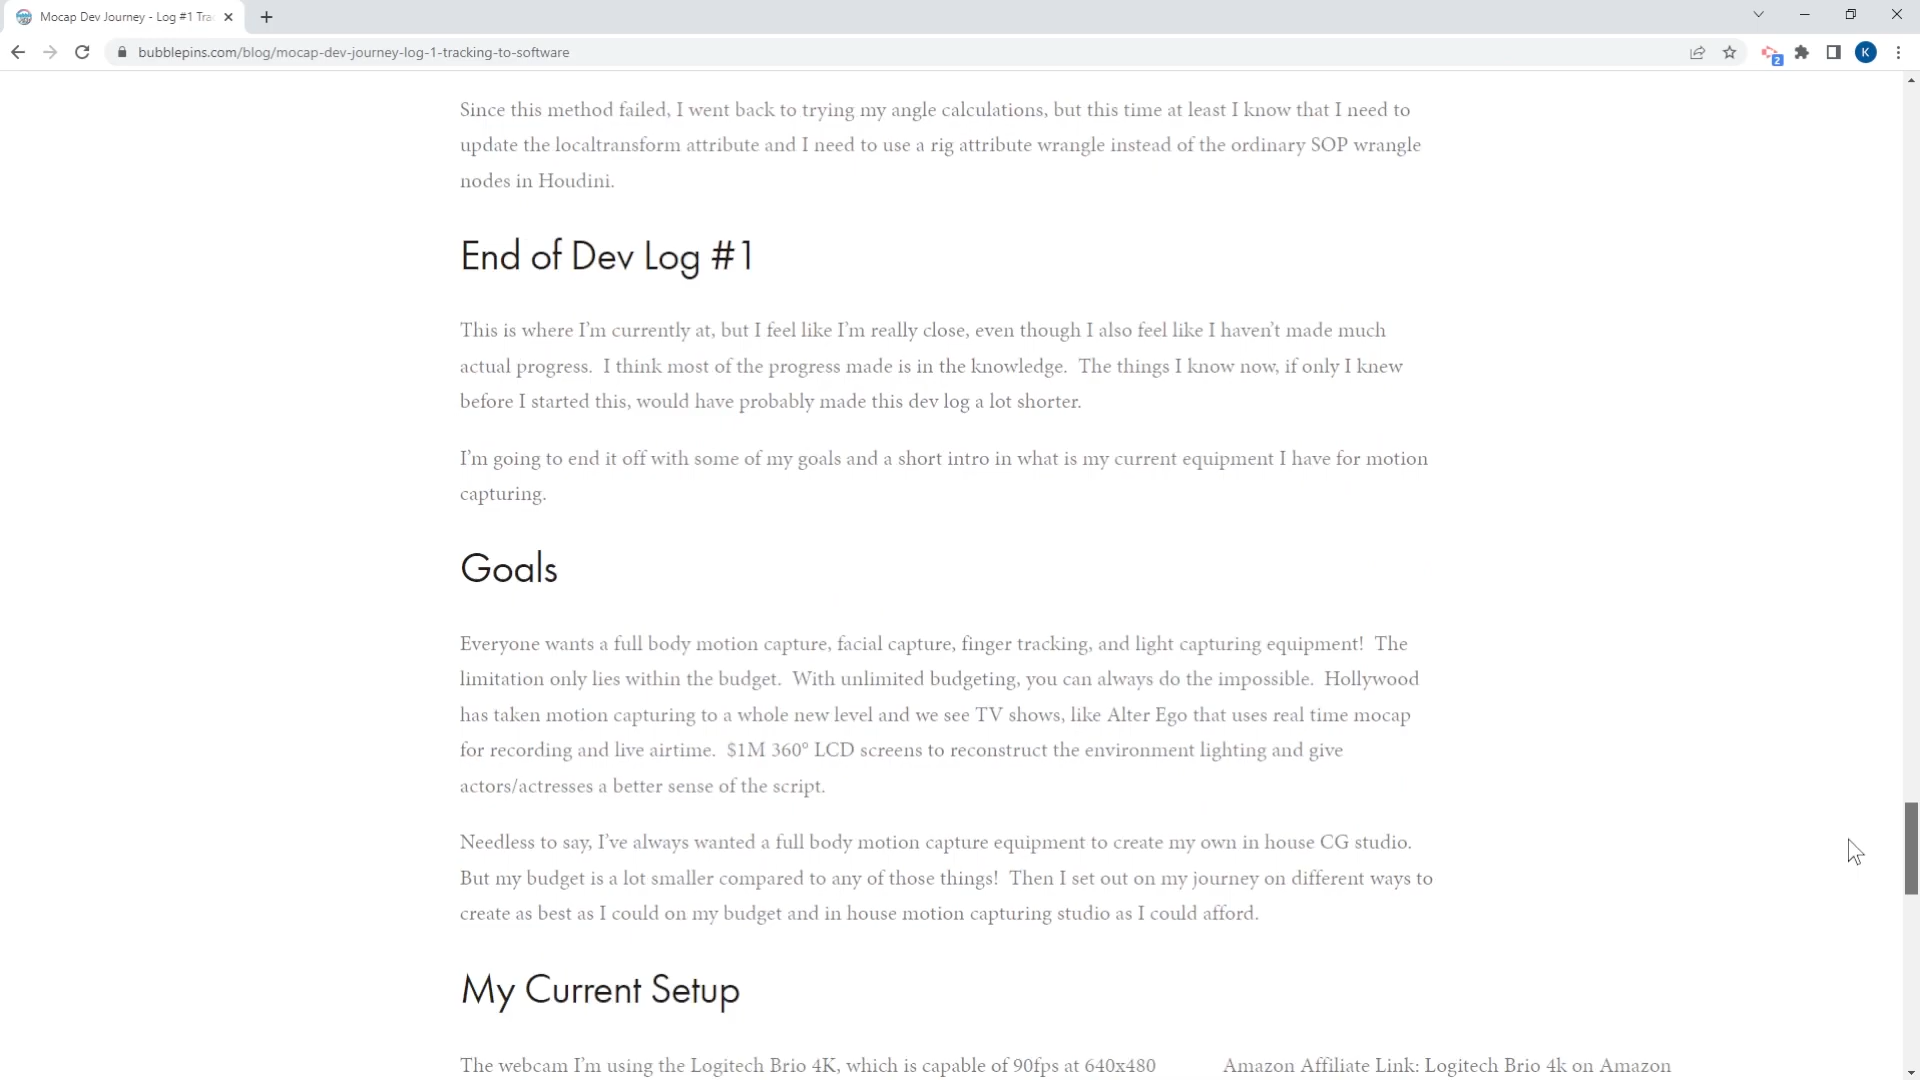 Mocap Dev Journey - Log #1 Tra
bubblepins.com/blog/mocap-dev-journey-log-1-tracking-to-software
2
K
Since this method failed, I went back to trying my angle calculations, but this time at least I know that I need to
update the localtransform attribute and I need to use a rig attribute wrangle instead of the ordinary SOP wrangle
nodes in Houdini.
End of Dev Log #1
This is where I'm currently at, but I feel like I'm really close, even though I also feel like I haven't made much
actual progress.  I think most of the progress made is in the knowledge.  The things I know now, if only I knew
before I started this, would have probably made this dev log a lot shorter.
I'm going to end it off with some of my goals and a short intro in what is my current equipment I have for motion
capturing.
Goals
Everyone wants a full body motion capture, facial capture, finger tracking, and light capturing equipment!  The
limitation only lies within the budget.  With unlimited budgeting, you can always do the impossible.  Hollywood
has taken motion capturing to a whole new level and we see TV shows, like Alter Ego that uses real time mocap
for recording and live airtime.  $1M 360° LCD screens to reconstruct the environment lighting and give
actors/actresses a better sense of the script.
Needless to say, I've always wanted a full body motion capture equipment to create my own in house CG studio.
But my budget is a lot smaller compared to any of those things!  Then I set out on my journey on different ways to
create as best as I could on my budget and in house motion capturing studio as I could afford.
My Current Setup
The webcam I'm using the Logitech Brio 4K, which is capable of 90fps at 640x480
Amazon Affiliate Link: Logitech Brio 4k on Amazon